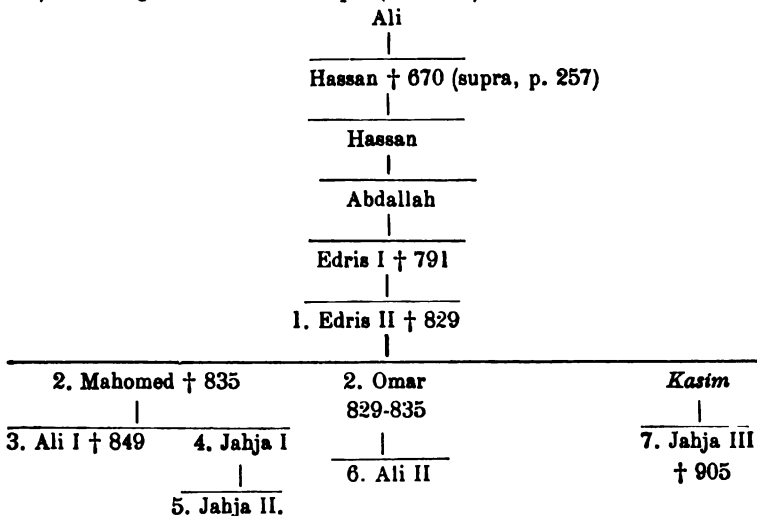 Ali
Hassan † 670 (supra, p. 257)
Hassan
Abdallah
Edris I † 791
1. Edris II † 829
2. Mahomed † 835 2. Omar Kasim
829-835
3. Ali I † 849 4. Jahja I 6. Ali II 7. Jahja III
† 905
5. Jahja II.